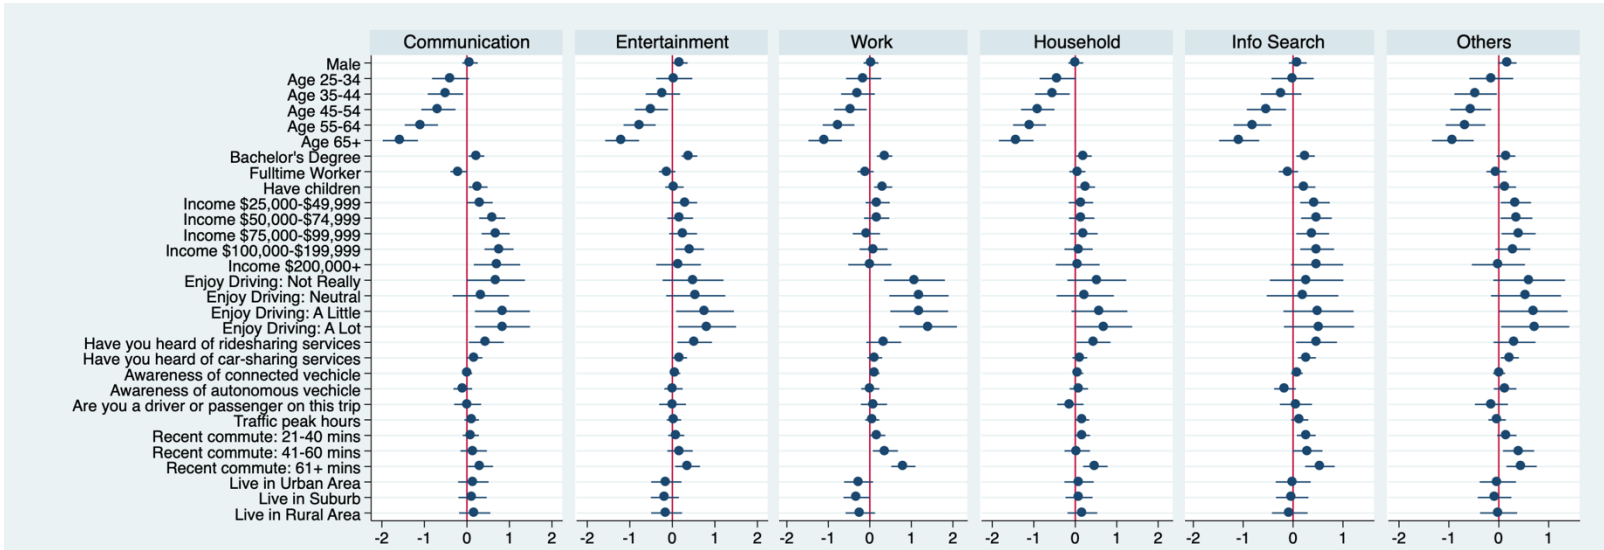 Communication Entertainment Work Household Info Search Others
Male
Age 25-34
Age 35-44
Age 45-54
Age 55-64
Age 65+
Bachelor's Degree
Fulltime Worker
Have children
Income $25,000-$49,999
Income $50,000-$74,999
Income $75,000-$99,999
Income $100,000-$199,999
Income $200,000+
Enjoy Driving: Not Really
Enjoy Driving: Neutral
Enjoy Driving: A Little
Enjoy Driving: A Lot
Have you heard of ridesharing services
Have you heard of car-sharing services
Awareness of connected vechicle
Awareness of autonomous vechicle
Are you a driver or passenger on this trip
Traffic peak hours
Recent commute: 21-40 mins
Recent commute: 41-60 mins
Recent commute: 61+ mins
Live in Urban Area
Live in Suburb
Live in Rural Area
-2 -1 0 1 2 -2 -1 0 1 2 -2 -1 0 1 2 -2 -1 0 1 2 -2 -1 0 1 -2 -1 0 1